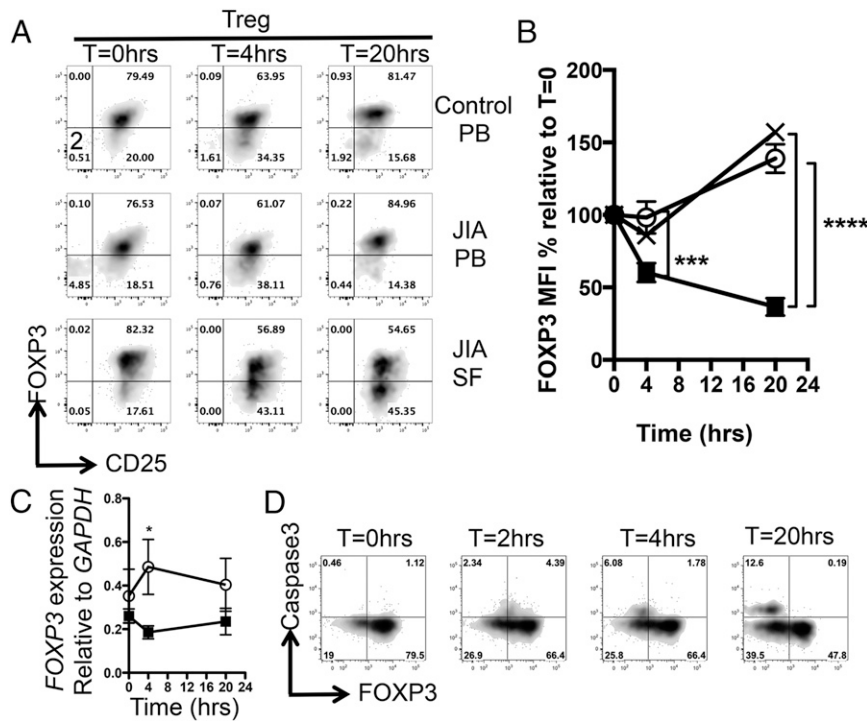 A
Treg
T=0hrs T=4hrs T=20hrs
0.00 79.49 0.09 63.95 0.93 81.47
Control
PB
2
0.51 20.00 1.61 34.35 1.92 15.68
0.10 76.53 0.07 61.07 0.22 84.96
JIA
PB
4.85 18.51 0.76 38.11 0.44 14.38
0.02 82.32 0.00 56.89 0.00 54.65
JIA
SF
0.05 17.61 0.00 43.11 0.00 45.35
FOXP3
CD25
B
FOXP3 MFI % relative to T=0
200
150
100
50
0
***
****
0 4 8 12 16 20 24
Time (hrs)
C
FOXP3 expression
Relative to GAPDH
0.8
0.6
0.4
0.2
0.0
*
0 4 8 12 16 20 24
Time (hrs)
D
T=0hrs T=2hrs T=4hrs T=20hrs
Caspase3
0.46 1.12 2.34 4.39 6.08 1.78 12.6 0.19
19 79.5 26.9 66.4 25.8 66.4 39.5 47.8
FOXP3